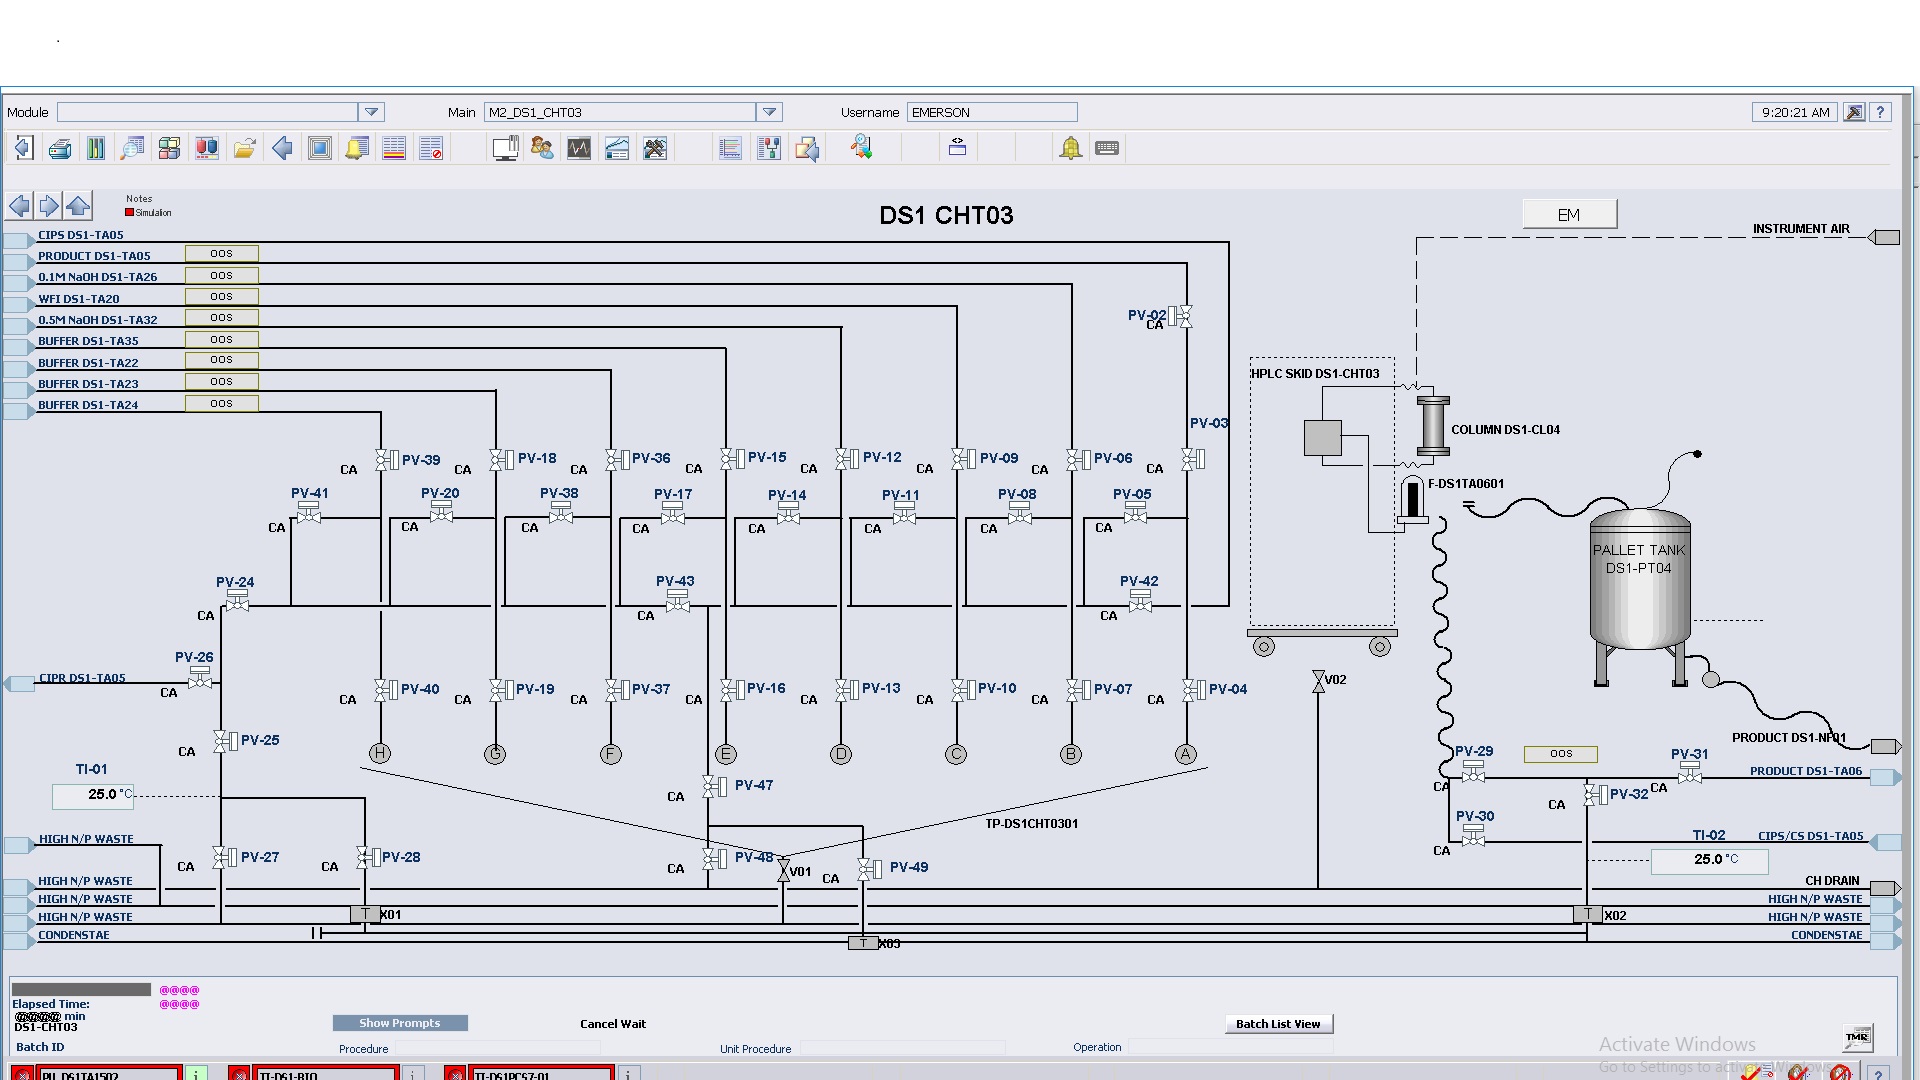 Module
Main M2_DS1_CHT03
Username EMERSON
9:20:21 AM
?
Notes
Simulation
DS1 CHT03
EM
INSTRUMENT AIR
CIPS DS1-TA05
PRODUCT DS1-TA05 OOS
0.1M NaOH DS1-TA26 OOS
WFI DS1-TA20 OOS
0.5M NaOH DS1-TA32 OOS
BUFFER DS1-TA35 OOS
BUFFER DS1-TA22 OOS
BUFFER DS1-TA23 OOS
BUFFER DS1-TA24 OOS
PV-02
CA
HPLC SKID DS1-CHT03
PV-03
COLUMN DS1-CL04
PV-39 PV-18 PV-36 PV-15 PV-12 PV-09 PV-06
CA CA CA CA CA CA CA CA
F-DS1TA0601
PV-41 PV-20 PV-38 PV-17 PV-14 PV-11 PV-08 PV-05
CA CA CA CA CA CA CA CA
PALLET TANK
DS1-PT04
PV-24 PV-43 PV-42
CA CA CA
PV-26
CIPR DS1-TA05
CA
V02
PV-40 PV-19 PV-37 PV-16 PV-13 PV-10 PV-07 PV-04
CA CA CA CA CA CA CA CA
PV-25
CA
H G F E D C B A
PRODUCT DS1-NF01
PV-29 OOS PV-31
TI-01
25.0 °C
PRODUCT DS1-TA06
PV-47
CA
CA
CA
PV-32
CA
PV-30
TP-DS1CHT0301
TI-02
CIPS/CS DS1-TA05
HIGH N/P WASTE
CA
25.0 °C
PV-27 PV-28 PV-48 PV-49
CA CA CA CA
V01
HIGH N/P WASTE
CH DRAIN
HIGH N/P WASTE
HIGH N/P WASTE
T X01
T X02
HIGH N/P WASTE
HIGH N/P WASTE
CONDENSTAE
CONDENSTAE
T X03
@@@@
Elapsed Time: @@@@
@@@@ min
DS1-CHT03
Show Prompts
Cancel Wait
Batch List View
TMR
Batch ID
Procedure
Unit Procedure
Operation
Activate Windows
Go to Settings to activate Windows.
PU_DS1TA1502 i
TT-DS1-RTO i
TT-DS1PCS7-01 i
?